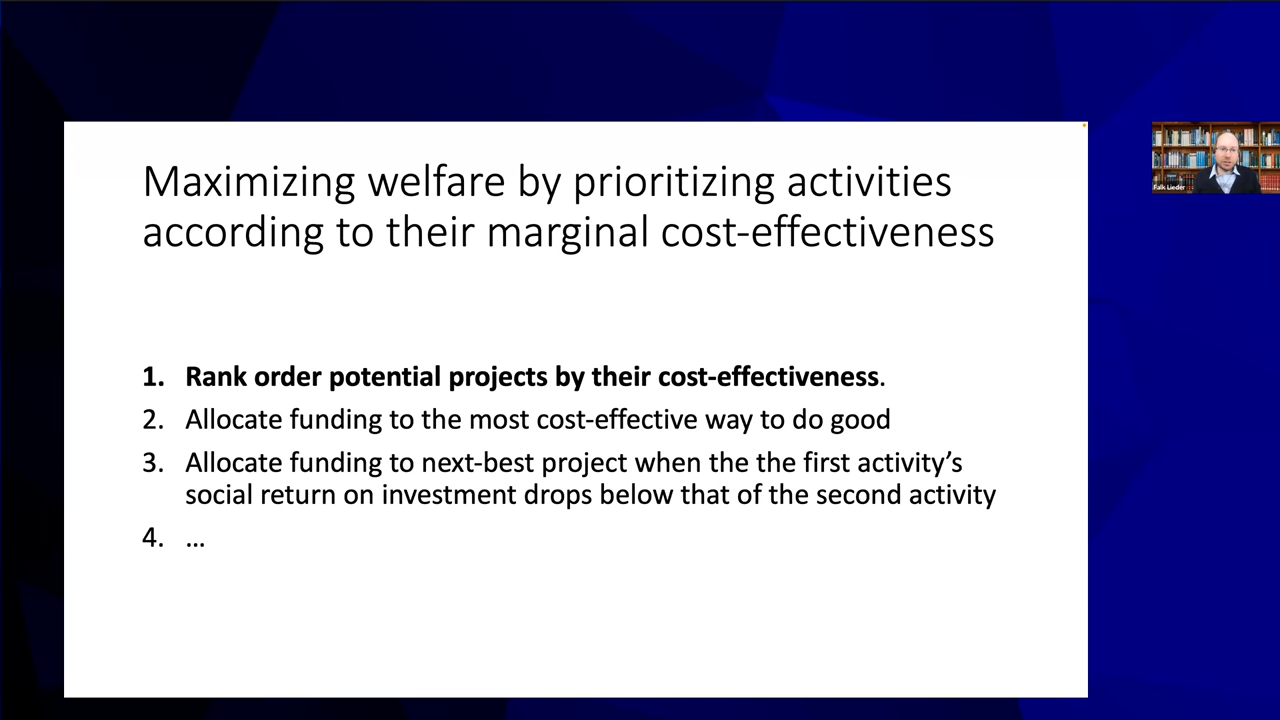 Maximizing welfare by prioritizing activities
according to their marginal cost-effectiveness
1. Rank order potential projects by their cost-effectiveness.
2. Allocate funding to the most cost-effective way to do good
3. Allocate funding to next-best project when the the first activity’s
social return on investment drops below that of the second activity
4. …
Falk Lieder